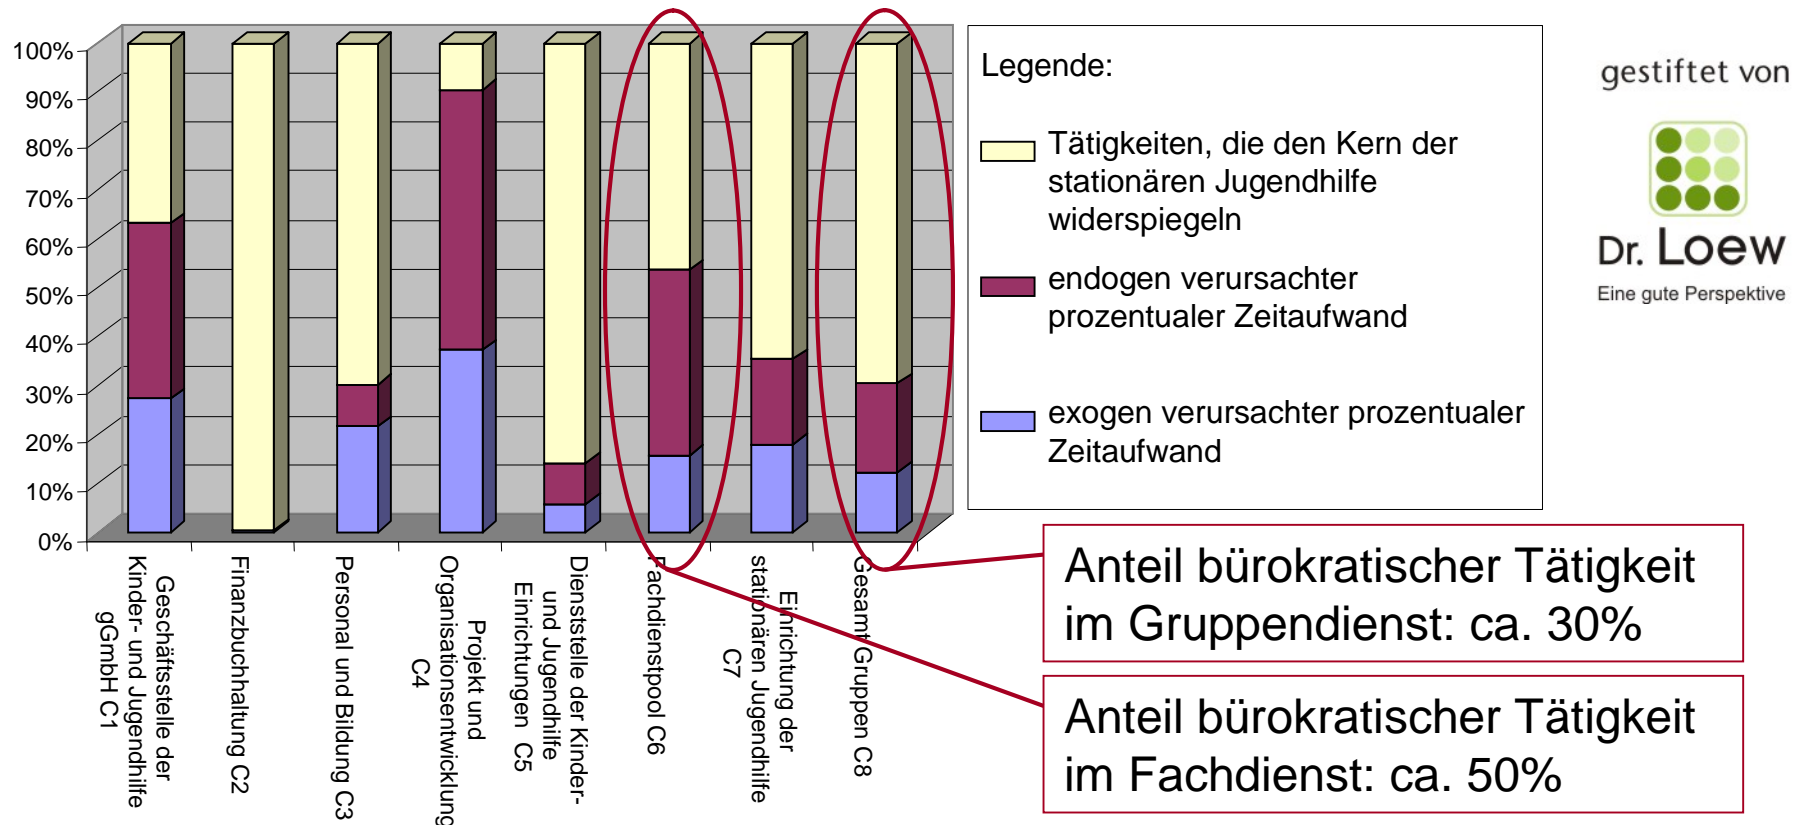 100%
90%
80%
70%
60%
50%
40%
30%
20%
10%
0%
Geschäftsstelle der
Kinder- und Jugendhilfe
gGmbH C1
Finanzbuchhaltung C2
Personal und Bildung C3
Projekt und
Organisationsentwicklung
C4
Dienststelle der Kinder-
und Jugendhilfe
Einrichtungen C5
Fachdienstpool C6
Einrichtung der
stationären Jugendhilfe
C7
Gesamt Gruppen C8
Legende:
Tätigkeiten, die den Kern der
stationären Jugendhilfe
widerspiegeln
endogen verursachter
prozentualer Zeitaufwand
exogen verursachter prozentualer
Zeitaufwand
gestiftet von
Dr. Loew
Eine gute Perspektive
Anteil bürokratischer Tätigkeit
im Gruppendienst: ca. 30%
Anteil bürokratischer Tätigkeit
im Fachdienst: ca. 50%